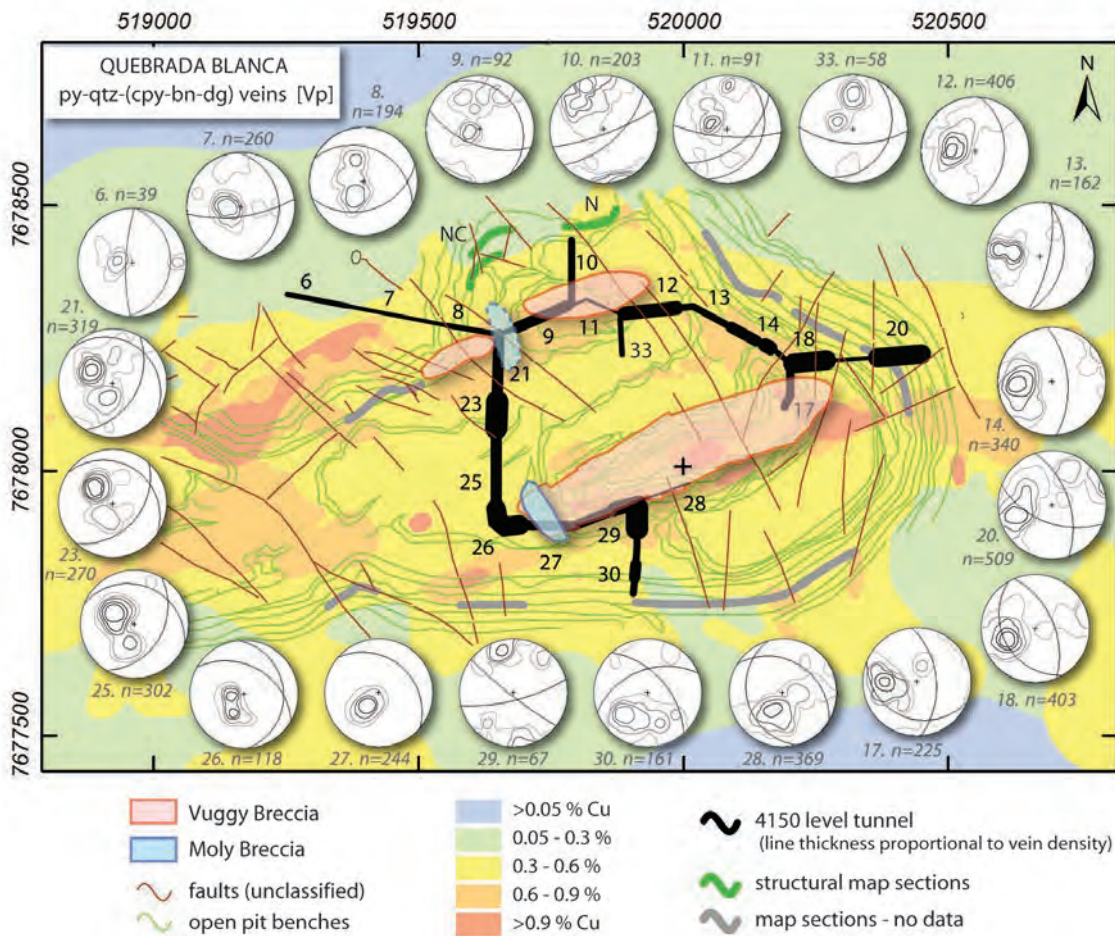 519000
519500
520000
520500
QUEBRADA BLANCA
py-qtz-(cpy-bn-dg) veins [Vp]
9. n=92
10. n=203
11. n=91
33. n=58
12. n=406
N
8.
n=194
7. n=260
13.
n=162
6. n=39
7678500
N
NC
10
6
7
8
9
11
12
13
14
18
20
33
21
21.
n=319
23
17
14.
n=340
7678000
25
28
26
27
29
30
23.
n=270
20.
n=509
25. n=302
18. n=403
7677500
26. n=118
27. n=244
29. n=67
30. n=161
28. n=369
17. n=225
Vuggy Breccia
Moly Breccia
faults (unclassified)
open pit benches
>0.05 % Cu
0.05 - 0.3 %
0.3 - 0.6 %
0.6 - 0.9 %
>0.9 % Cu
4150 level tunnel
(line thickness proportional to vein density)
structural map sections
map sections - no data